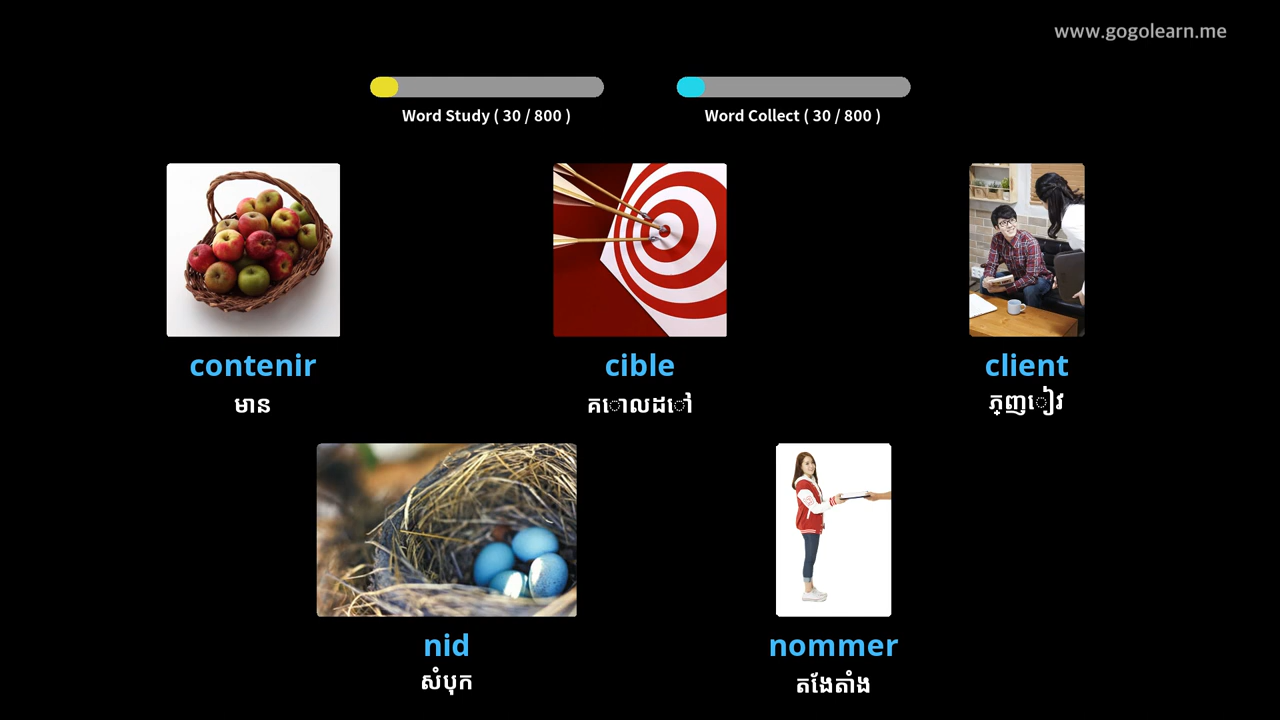 www.gogolearn.me
Word Study ( 30 / 800 )
Word Collect ( 30 / 800 )
contenir
មាន
cible
គោលដៅ
client
ភ្ញៀវ
nid
សំបុក
nommer
តែងតាំង